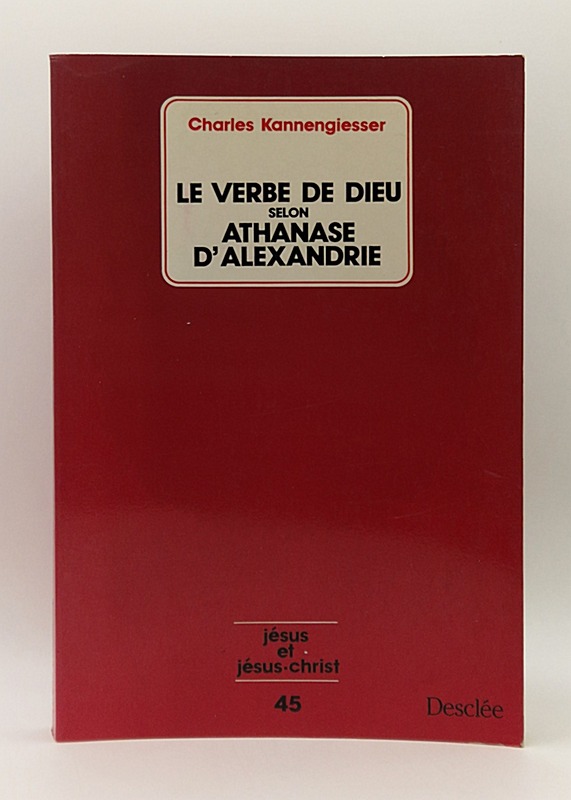 Charles Kannengiesser
LE VERBE DE DIEU
SELON
ATHANASE
D'ALEXANDRIE
jésus
et
jésus-christ
45
Desclée